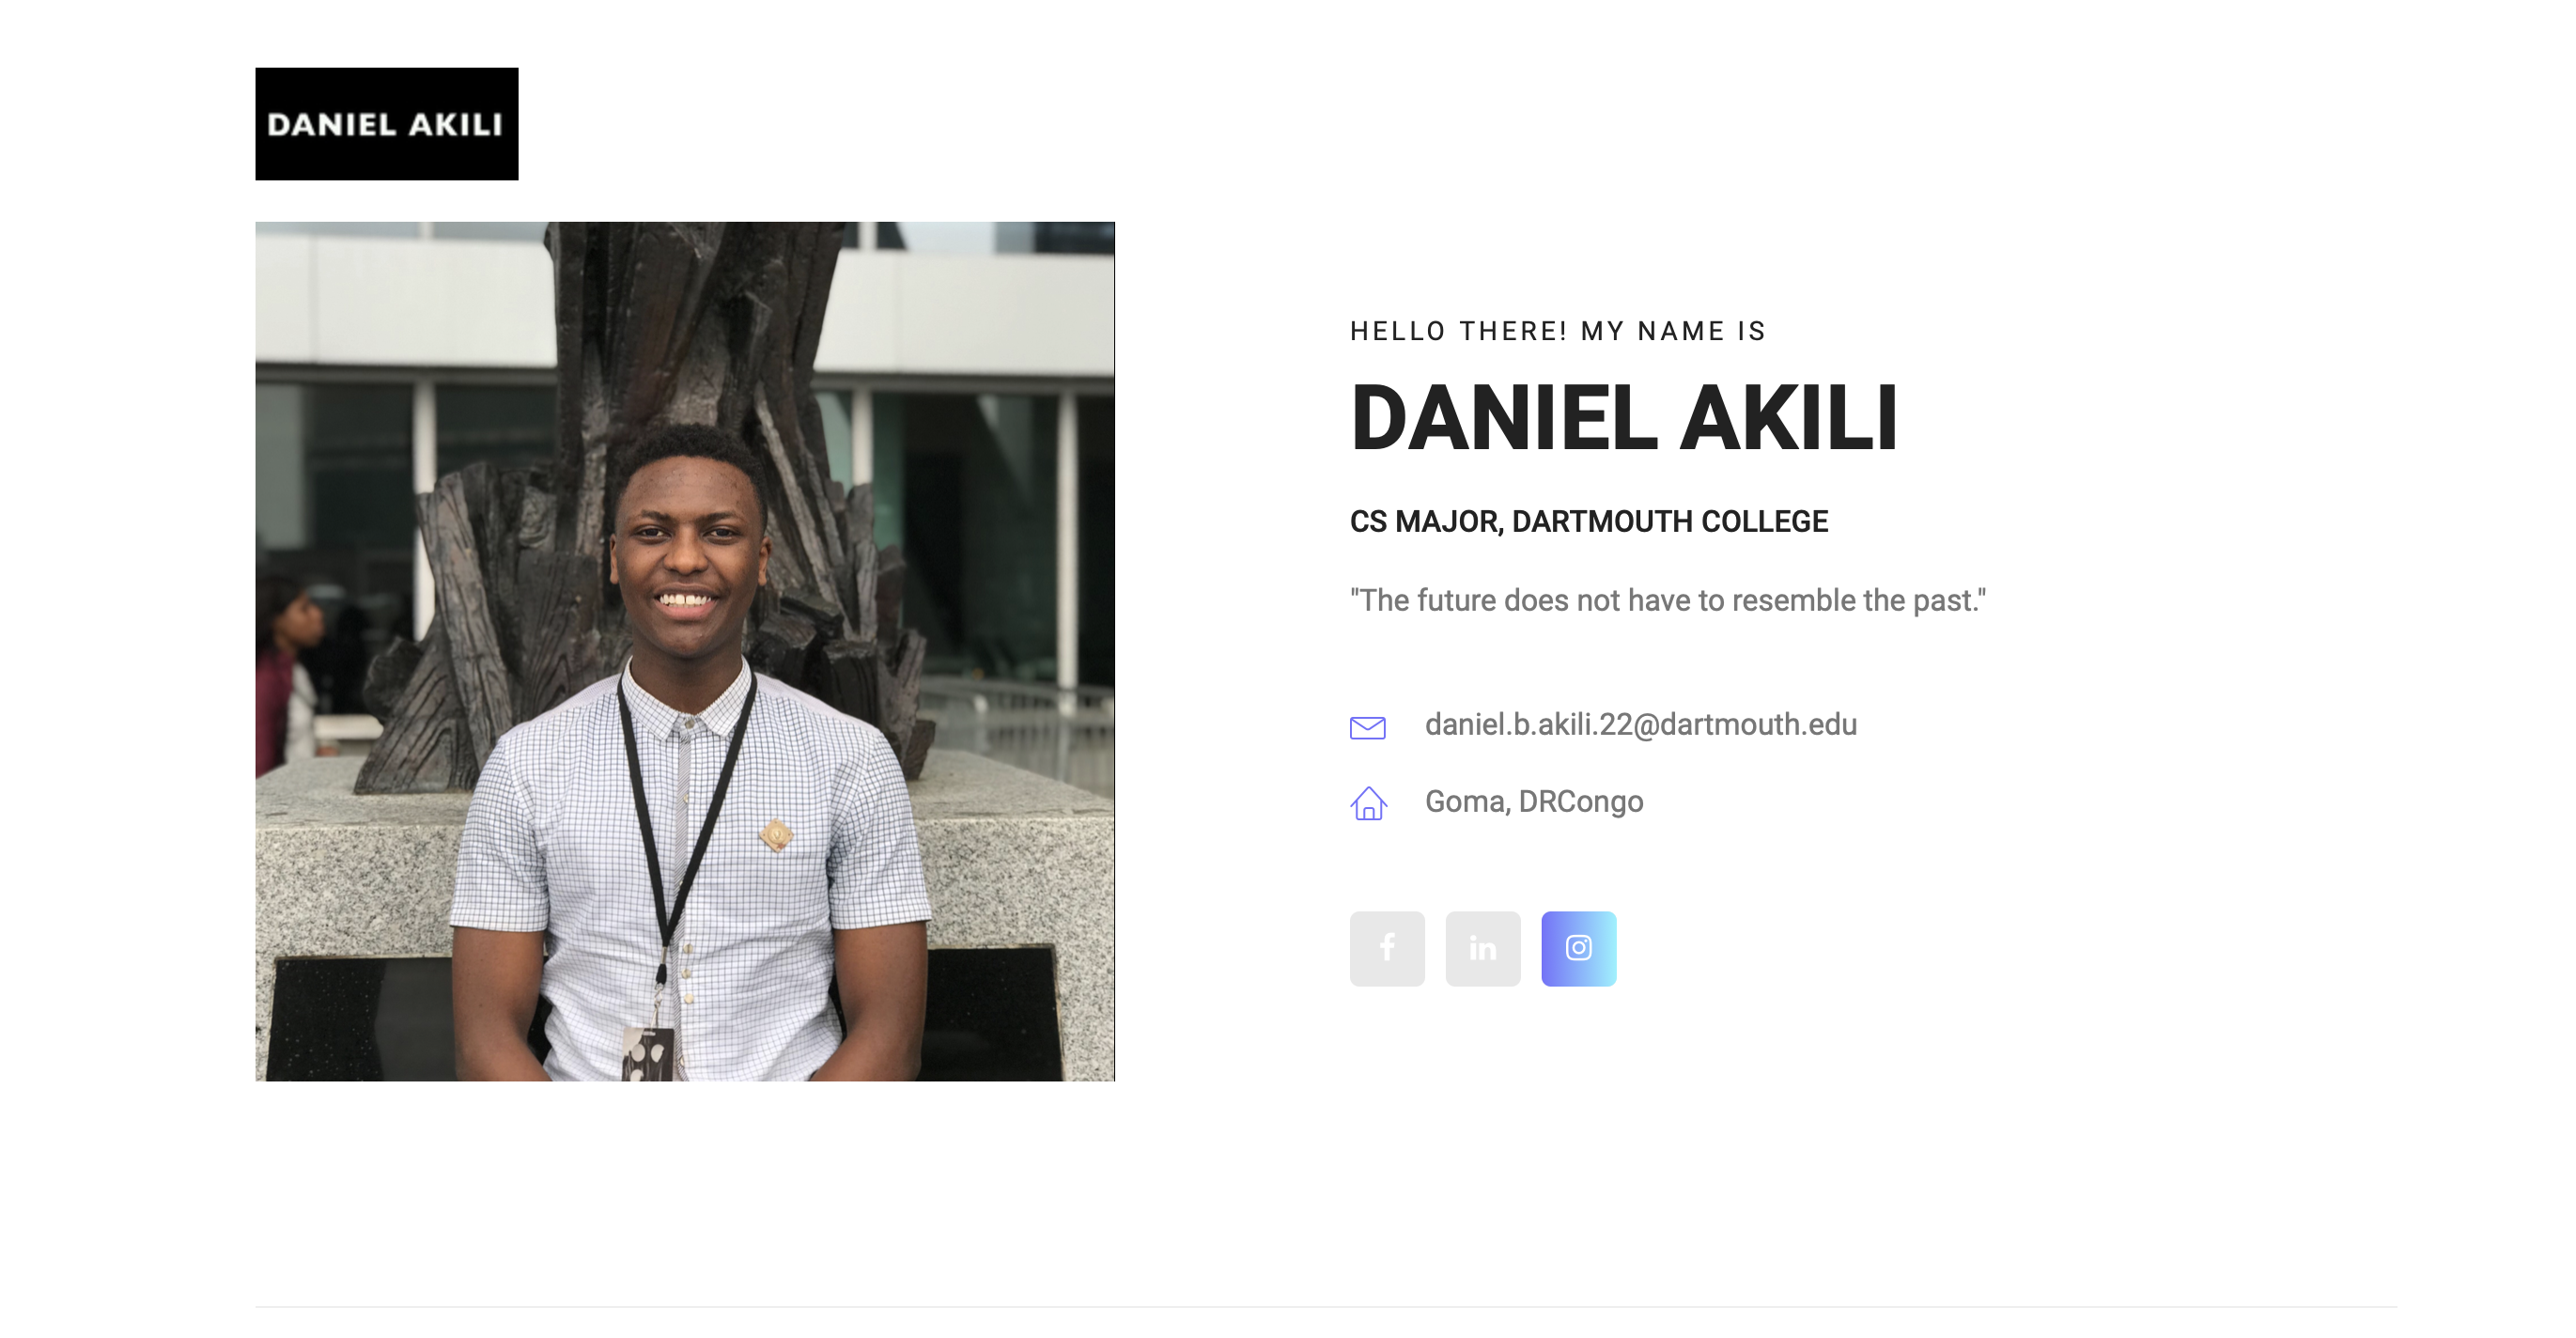 DANIEL AKILI
HELLO THERE! MY NAME IS
DANIEL AKILI
CS MAJOR, DARTMOUTH COLLEGE
"The future does not have to resemble the past."
daniel.b.akili.22@dartmouth.edu
Goma, DRCongo